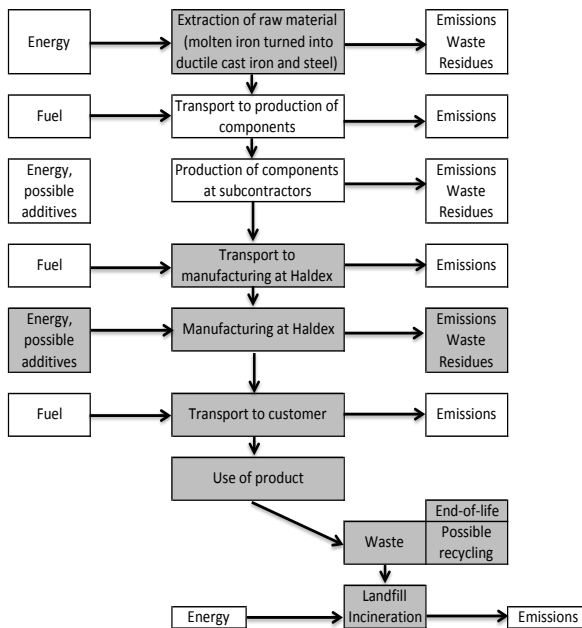 Energy
Extraction of raw material
(molten iron turned into
ductile cast iron and steel)
Emissions
Waste
Residues
Fuel
Transport to production of
components
Emissions
Energy,
possible
additives
Production of components
at subcontractors
Emissions
Waste
Residues
Fuel
Transport to
manufacturing at Haldex
Emissions
Energy,
possible
additives
Manufacturing at Haldex
Emissions
Waste
Residues
Fuel
Transport to customer
Emissions
Use of product
End-of-life
Waste
Possible
recycling
Landfill
Incineration
Energy
Emissions